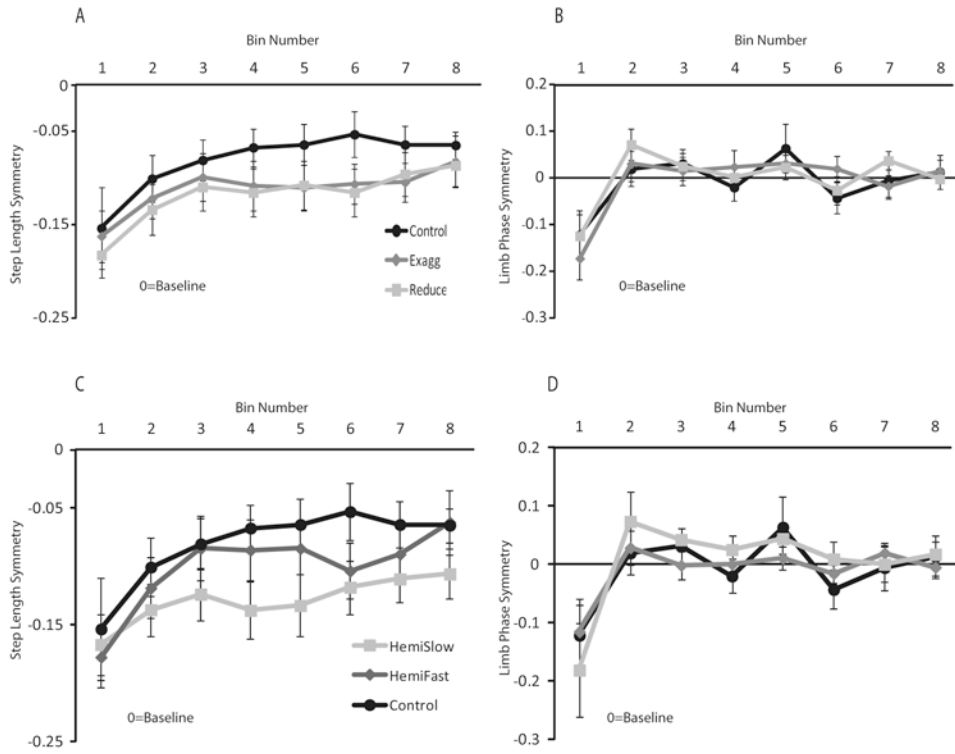 A
Bin Number
1 2 3 4 5 6 7 8
0
-0.05
-0.15
-0.25
Step Length Symmetry
Control
Exagg
Reduce
0=Baseline
B
Bin Number
1 2 3 4 5 6 7 8
0.2
0.1
0
-0.1
-0.2
-0.3
Limb Phase Symmetry
0=Baseline
C
Bin Number
1 2 3 4 5 6 7 8
0
-0.05
-0.15
-0.25
Step Length Symmetry
HemiSlow
HemiFast
Control
0=Baseline
D
Bin Number
1 2 3 4 5 6 7 8
0.2
0.1
0
-0.1
-0.2
-0.3
Limb Phase Symmetry
0=Baseline